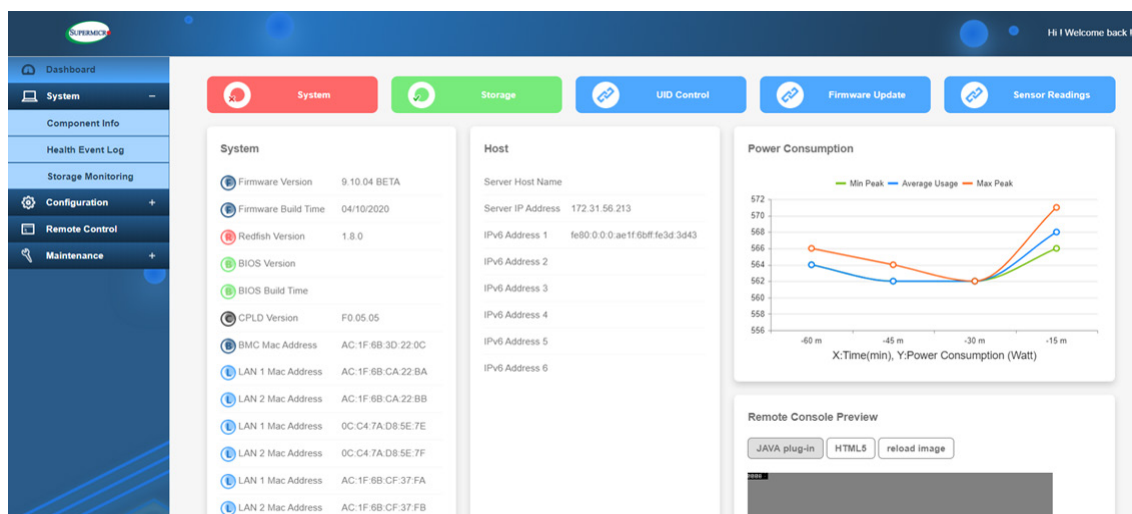 SUPERMICR
Hi ! Welcome back !
Dashboard
System −
Component Info
Health Event Log
Storage Monitoring
Configuration +
Remote Control
Maintenance +
System
Storage
UID Control
Firmware Update
Sensor Readings
System
Firmware Version 9.10.04 BETA
Firmware Build Time 04/10/2020
Redfish Version 1.8.0
BIOS Version
BIOS Build Time
CPLD Version F0.05.05
BMC Mac Address AC:1F:6B:3D:22:0C
LAN 1 Mac Address AC:1F:6B:CA:22:BA
LAN 2 Mac Address AC:1F:6B:CA:22:BB
LAN 1 Mac Address 0C:C4:7A:D8:5E:7E
LAN 2 Mac Address 0C:C4:7A:D8:5E:7F
LAN 1 Mac Address AC:1F:6B:CF:37:FA
LAN 2 Mac Address AC:1F:6B:CF:37:FB
Host
Server Host Name
Server IP Address 172.31.56.213
IPv6 Address 1 fe80:0:0:0:ae1f:6bff:fe3d:3d43
IPv6 Address 2
IPv6 Address 3
IPv6 Address 4
IPv6 Address 5
IPv6 Address 6
Power Consumption
Min Peak Average Usage Max Peak
572
570
568
566
564
562
560
558
556
-60 m -45 m -30 m -15 m
X:Time(min), Y:Power Consumption (Watt)
Remote Console Preview
JAVA plug-in HTML5 reload image